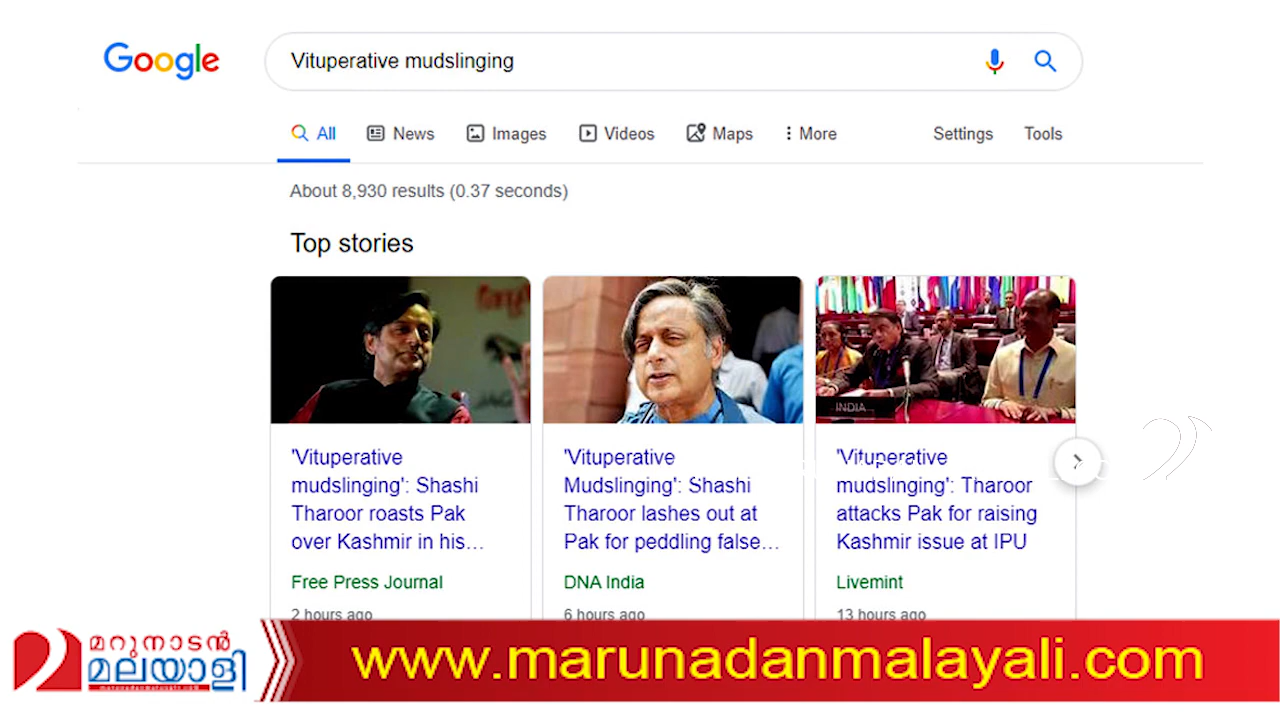 Google
Vituperative mudslinging
All News Images Videos Maps More Settings Tools
About 8,930 results (0.37 seconds)
Top stories
INDIA
'Vituperative
mudslinging': Shashi
Tharoor roasts Pak
over Kashmir in his...
Free Press Journal
2 hours ago
'Vituperative
Mudslinging': Shashi
Tharoor lashes out at
Pak for peddling false...
DNA India
6 hours ago
'Vituperative
mudslinging': Tharoor
attacks Pak for raising
Kashmir issue at IPU
Livemint
13 hours ago
മറുനാടൻ
മലയാളി
www.marunadanmalayali.com